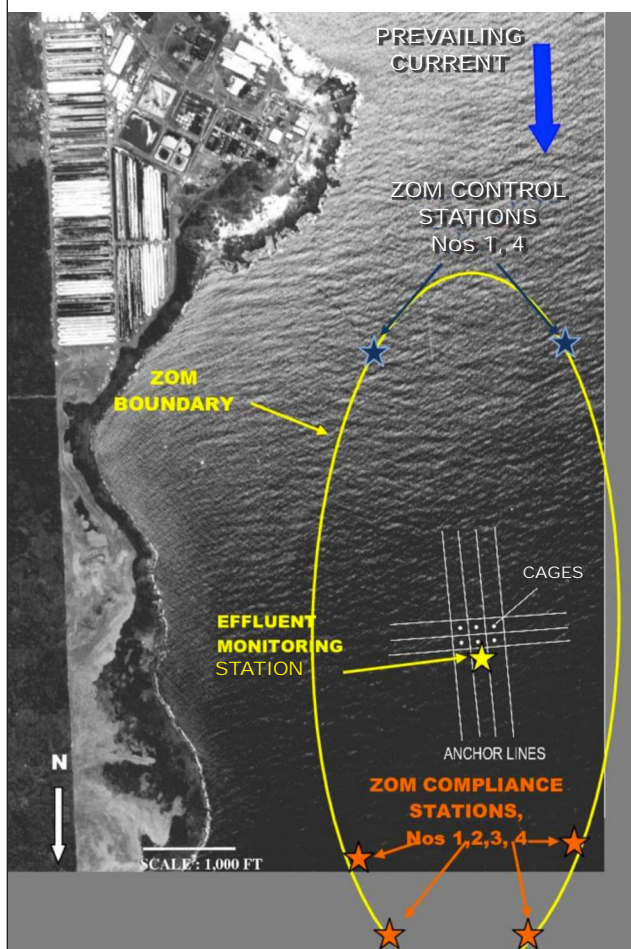 PREVAILING
CURRENT
ZOM CONTROL
STATIONS
Nos 1, 4
ZOM
BOUNDARY
CAGES
EFFLUENT
MONITORING
STATION
ANCHOR LINES
N
ZOM COMPLIANCE
STATIONS,
Nos 1,2,3, 4
SCALE : 1,000 FT